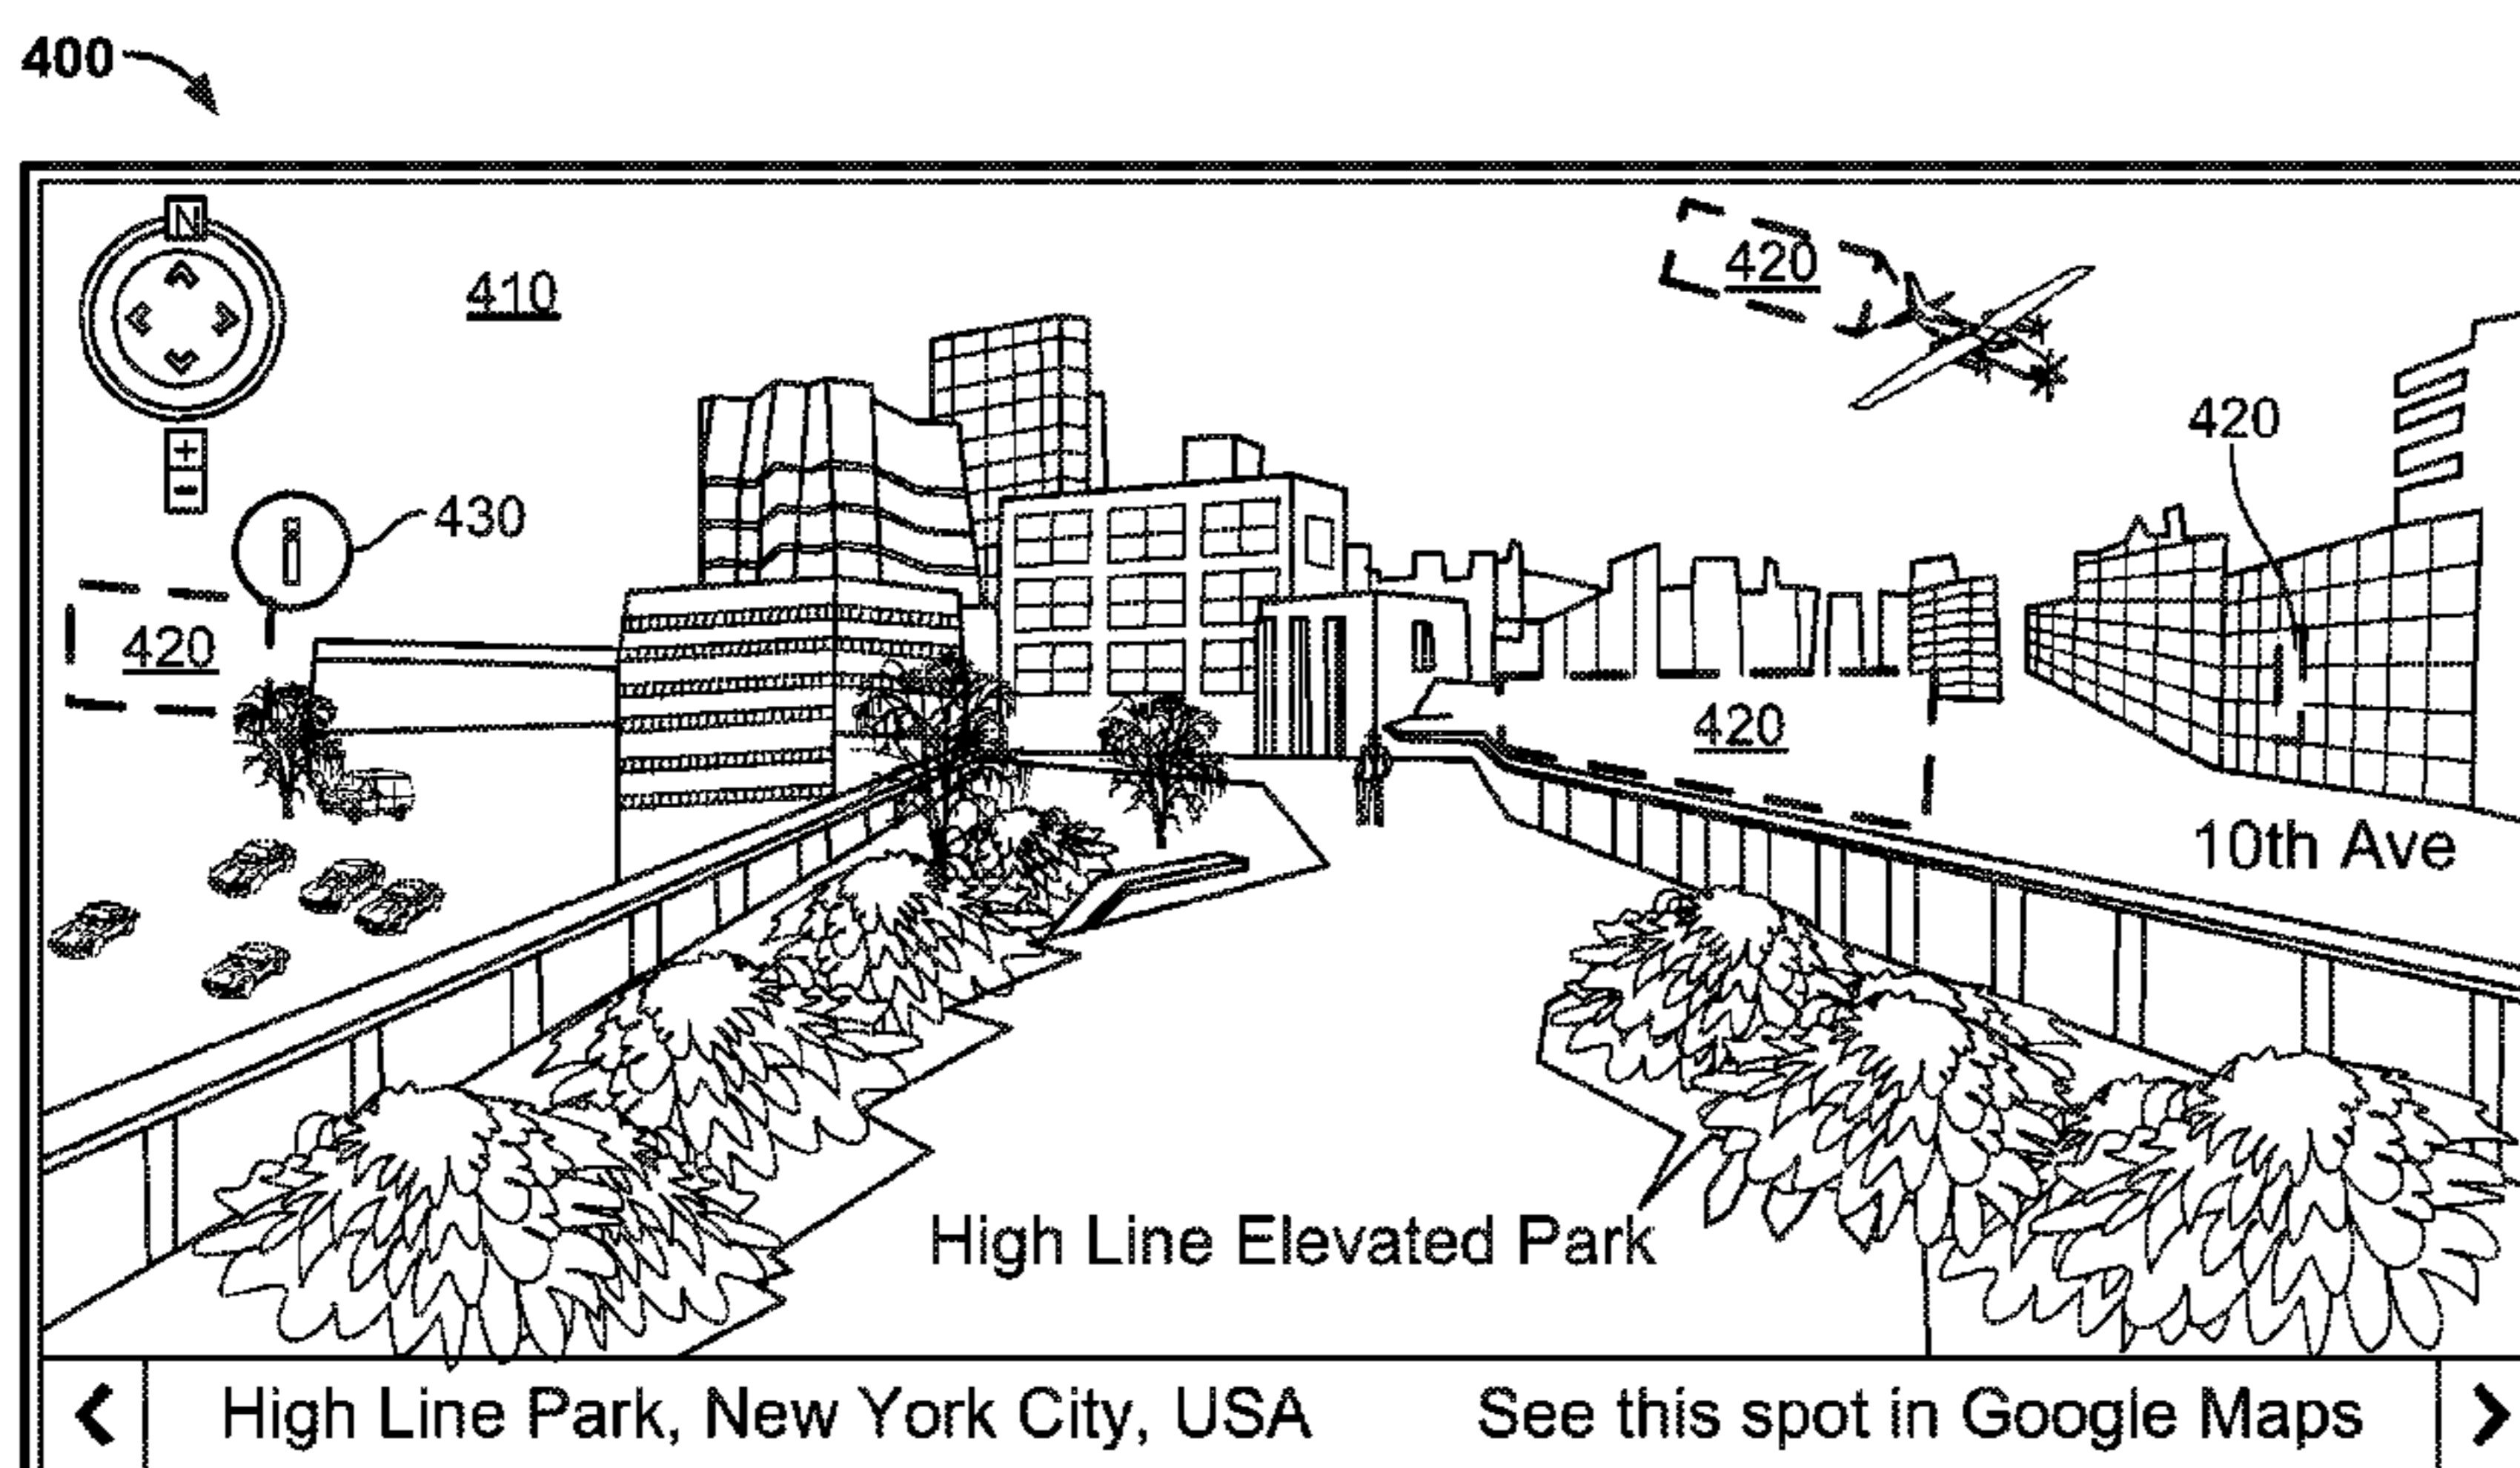 400
N
410
420
420
+
-
i
430
420
420
10th Ave
High Line Elevated Park
High Line Park, New York City, USA
See this spot in Google Maps